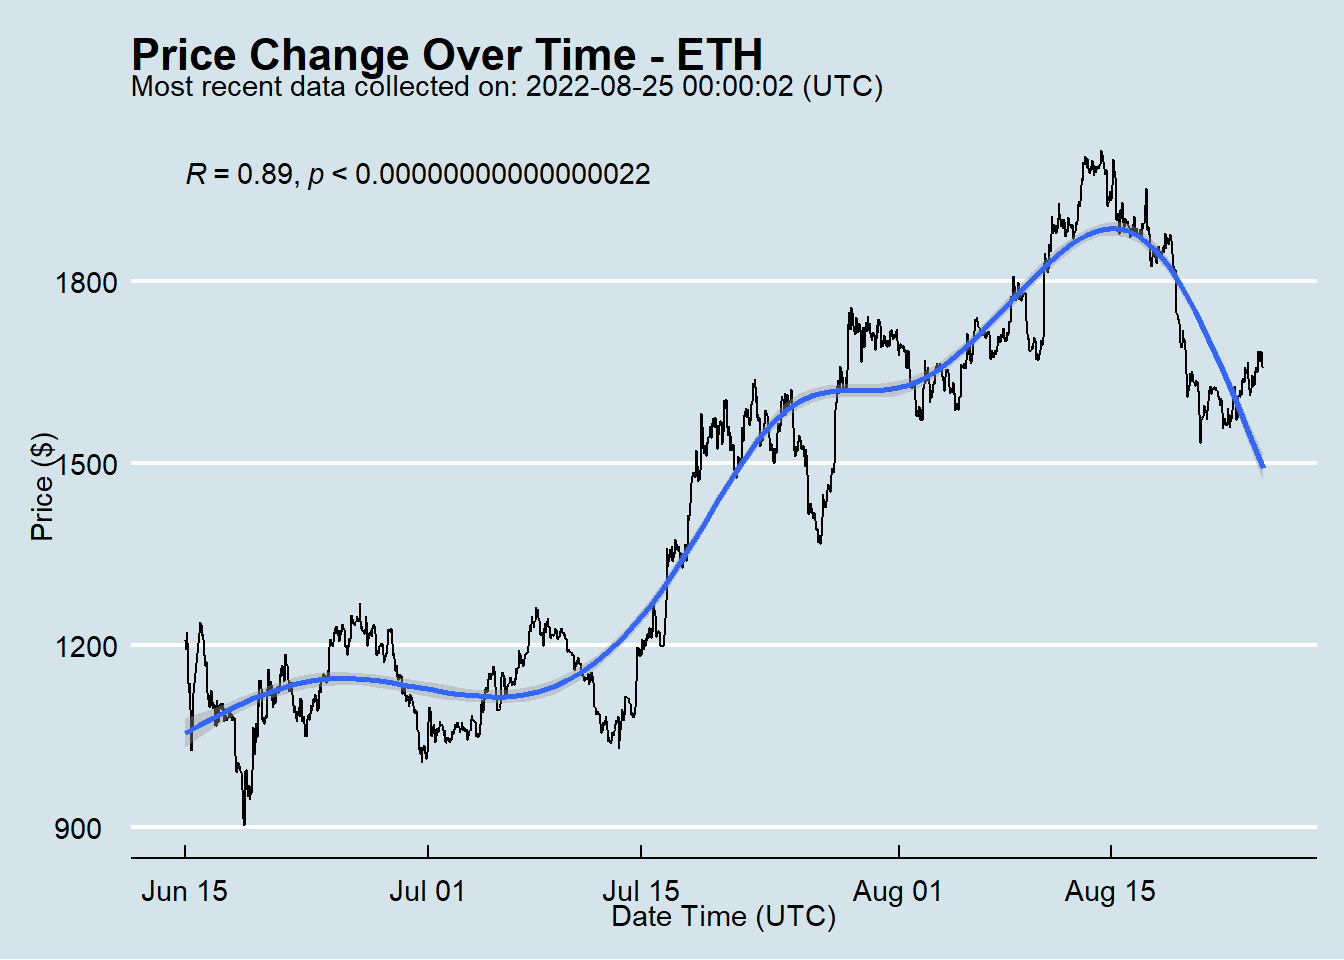 Price Change Over Time - ETH
Most recent data collected on: 2022-08-25 00:00:02 (UTC)
R = 0.89, p < 0.00000000000000022
1800
1500
1200
900
Price ($)
Jun 15
Jul 01
Jul 15
Aug 01
Aug 15
Date Time (UTC)